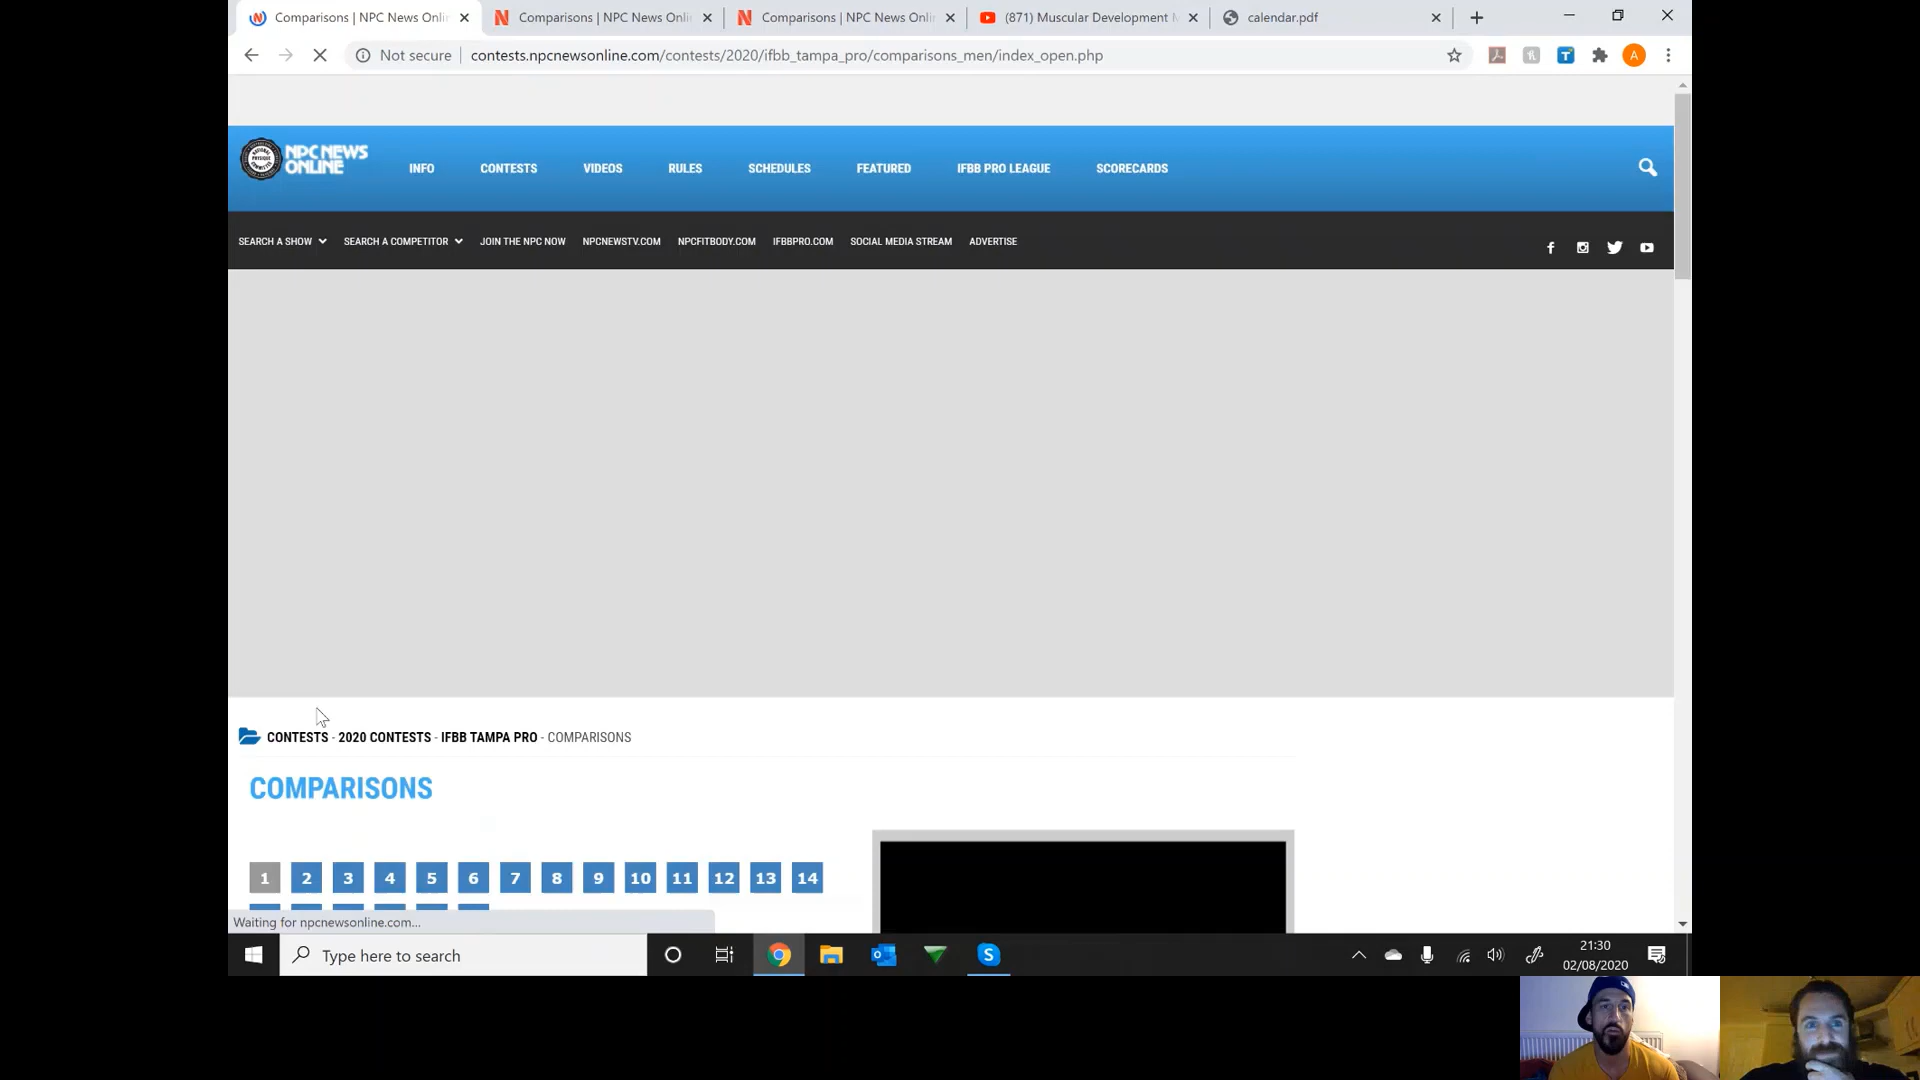 Comparisons | NPC News Onlin
Comparisons | NPC News Onlin
Comparisons | NPC News Onlin
(871) Muscular Development M
calendar.pdf
Not secure
contests.npcnewsonline.com/contests/2020/ifbb_tampa_pro/comparisons_men/index_open.php
A
NPC NEWS
ONLINE
INFO
CONTESTS
VIDEOS
RULES
SCHEDULES
FEATURED
IFBB PRO LEAGUE
SCORECARDS
SEARCH A SHOW
SEARCH A COMPETITOR
JOIN THE NPC NOW
NPCNEWSTV.COM
NPCFITBODY.COM
IFBBPRO.COM
SOCIAL MEDIA STREAM
ADVERTISE
CONTESTS - 2020 CONTESTS - IFBB TAMPA PRO - COMPARISONS
COMPARISONS
1 2 3 4 5 6 7 8 9 10 11 12 13 14
Waiting for npcnewsonline.com...
Type here to search
21:30
02/08/2020